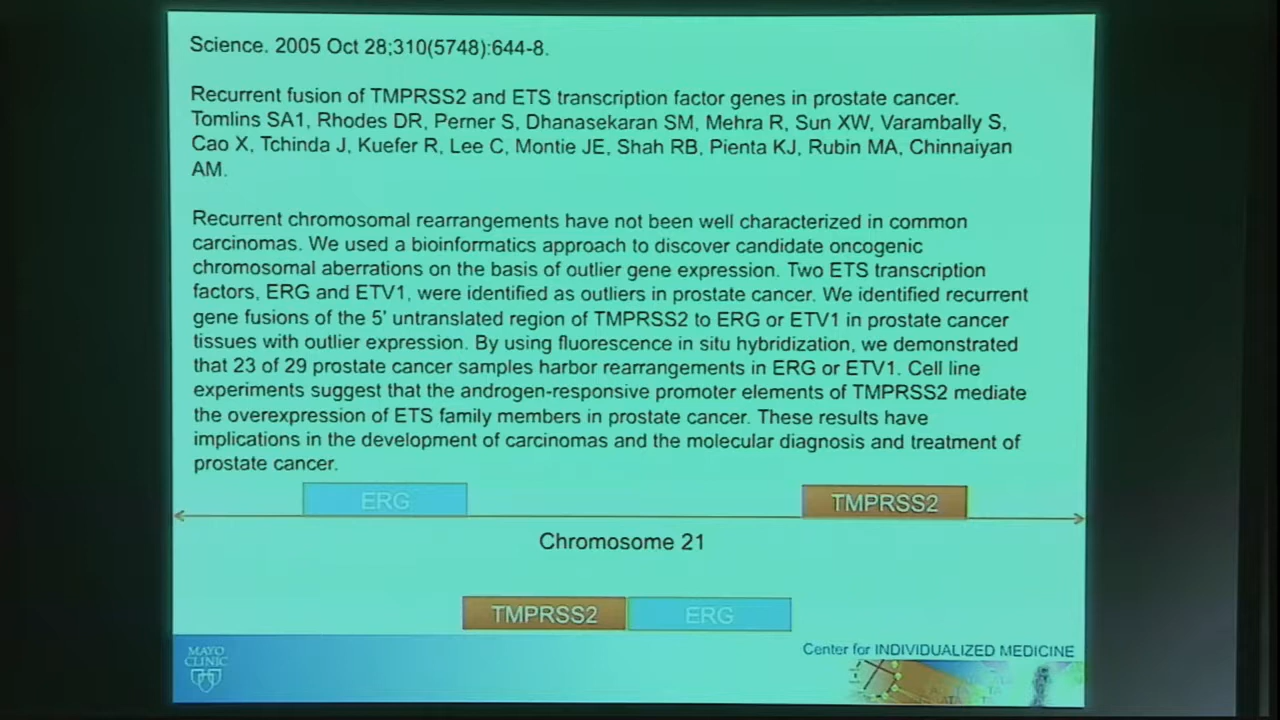 Science. 2005 Oct 28;310(5748):644-8.
Recurrent fusion of TMPRSS2 and ETS transcription factor genes in prostate cancer.
Tomlins SA1, Rhodes DR, Perner S, Dhanasekaran SM, Mehra R, Sun XW, Varambally S,
Cao X, Tchinda J, Kuefer R, Lee C, Montie JE, Shah RB, Pienta KJ, Rubin MA, Chinnaiyan
AM.
Recurrent chromosomal rearrangements have not been well characterized in common
carcinomas. We used a bioinformatics approach to discover candidate oncogenic
chromosomal aberrations on the basis of outlier gene expression. Two ETS transcription
factors, ERG and ETV1, were identified as outliers in prostate cancer. We identified recurrent
gene fusions of the 5' untranslated region of TMPRSS2 to ERG or ETV1 in prostate cancer
tissues with outlier expression. By using fluorescence in situ hybridization, we demonstrated
that 23 of 29 prostate cancer samples harbor rearrangements in ERG or ETV1. Cell line
experiments suggest that the androgen-responsive promoter elements of TMPRSS2 mediate
the overexpression of ETS family members in prostate cancer. These results have
implications in the development of carcinomas and the molecular diagnosis and treatment of
prostate cancer.
ERG
TMPRSS2
Chromosome 21
TMPRSS2 ERG
MAYO
CLINIC
Center for INDIVIDUALIZED MEDICINE